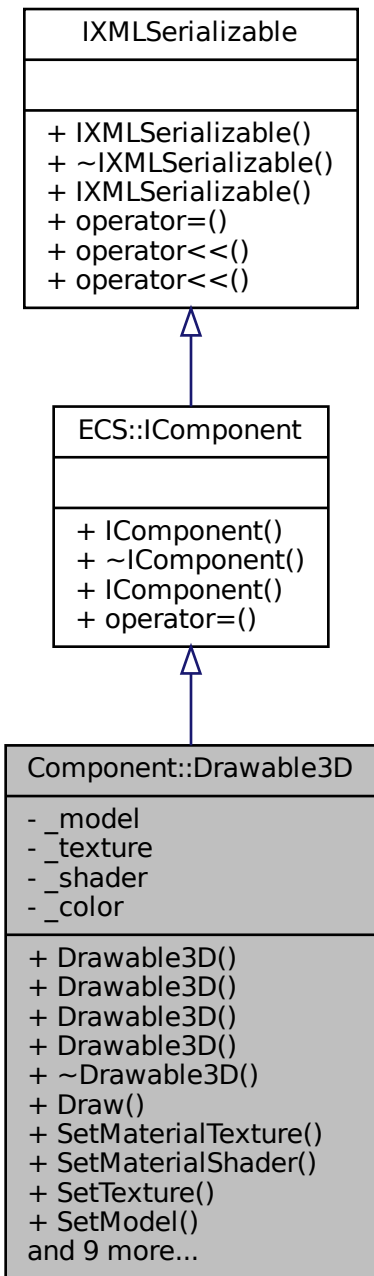 IXMLSerializable
+ IXMLSerializable()
+ ~IXMLSerializable()
+ IXMLSerializable()
+ operator=()
+ operator<<()
+ operator<<()
ECS::IComponent
+ IComponent()
+ ~IComponent()
+ IComponent()
+ operator=()
Component::Drawable3D
- _model
- _texture
- _shader
- _color
+ Drawable3D()
+ Drawable3D()
+ Drawable3D()
+ Drawable3D()
+ ~Drawable3D()
+ Draw()
+ SetMaterialTexture()
+ SetMaterialShader()
+ SetTexture()
+ SetModel()
and 9 more...